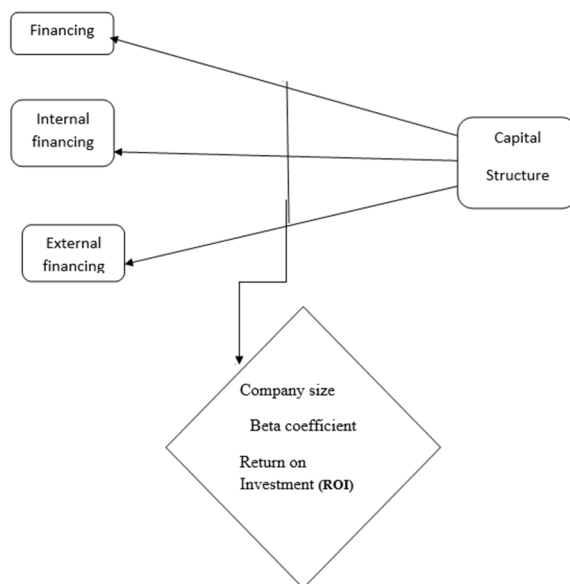 Financing
Internal
financing
Capital
Structure
External
financing
Company size
Beta coefficient
Return on
Investment (ROI)